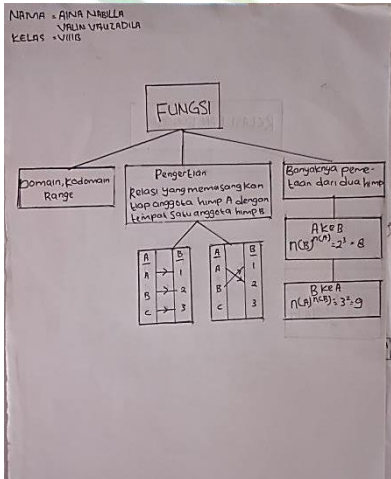 NAMA = AINA NABILLA
VALIN VAUZADILA
KELAS = VIIIB
FUNGSI
Domain, Kodomain
Range
Pengertian
Relasi yang memasangkan
tiap anggota himp A dengan
tempat satu anggota himp B
Banyaknya peme-
taan dari dua himp
A B
A 1
B 2
C 3
A B
A 1
B 2
C 3
A ke B
n(B)ⁿ⁽ᴬ⁾ = 2³ = 8
B ke A
n(A)ⁿ⁽ᴮ⁾ = 3² = 9